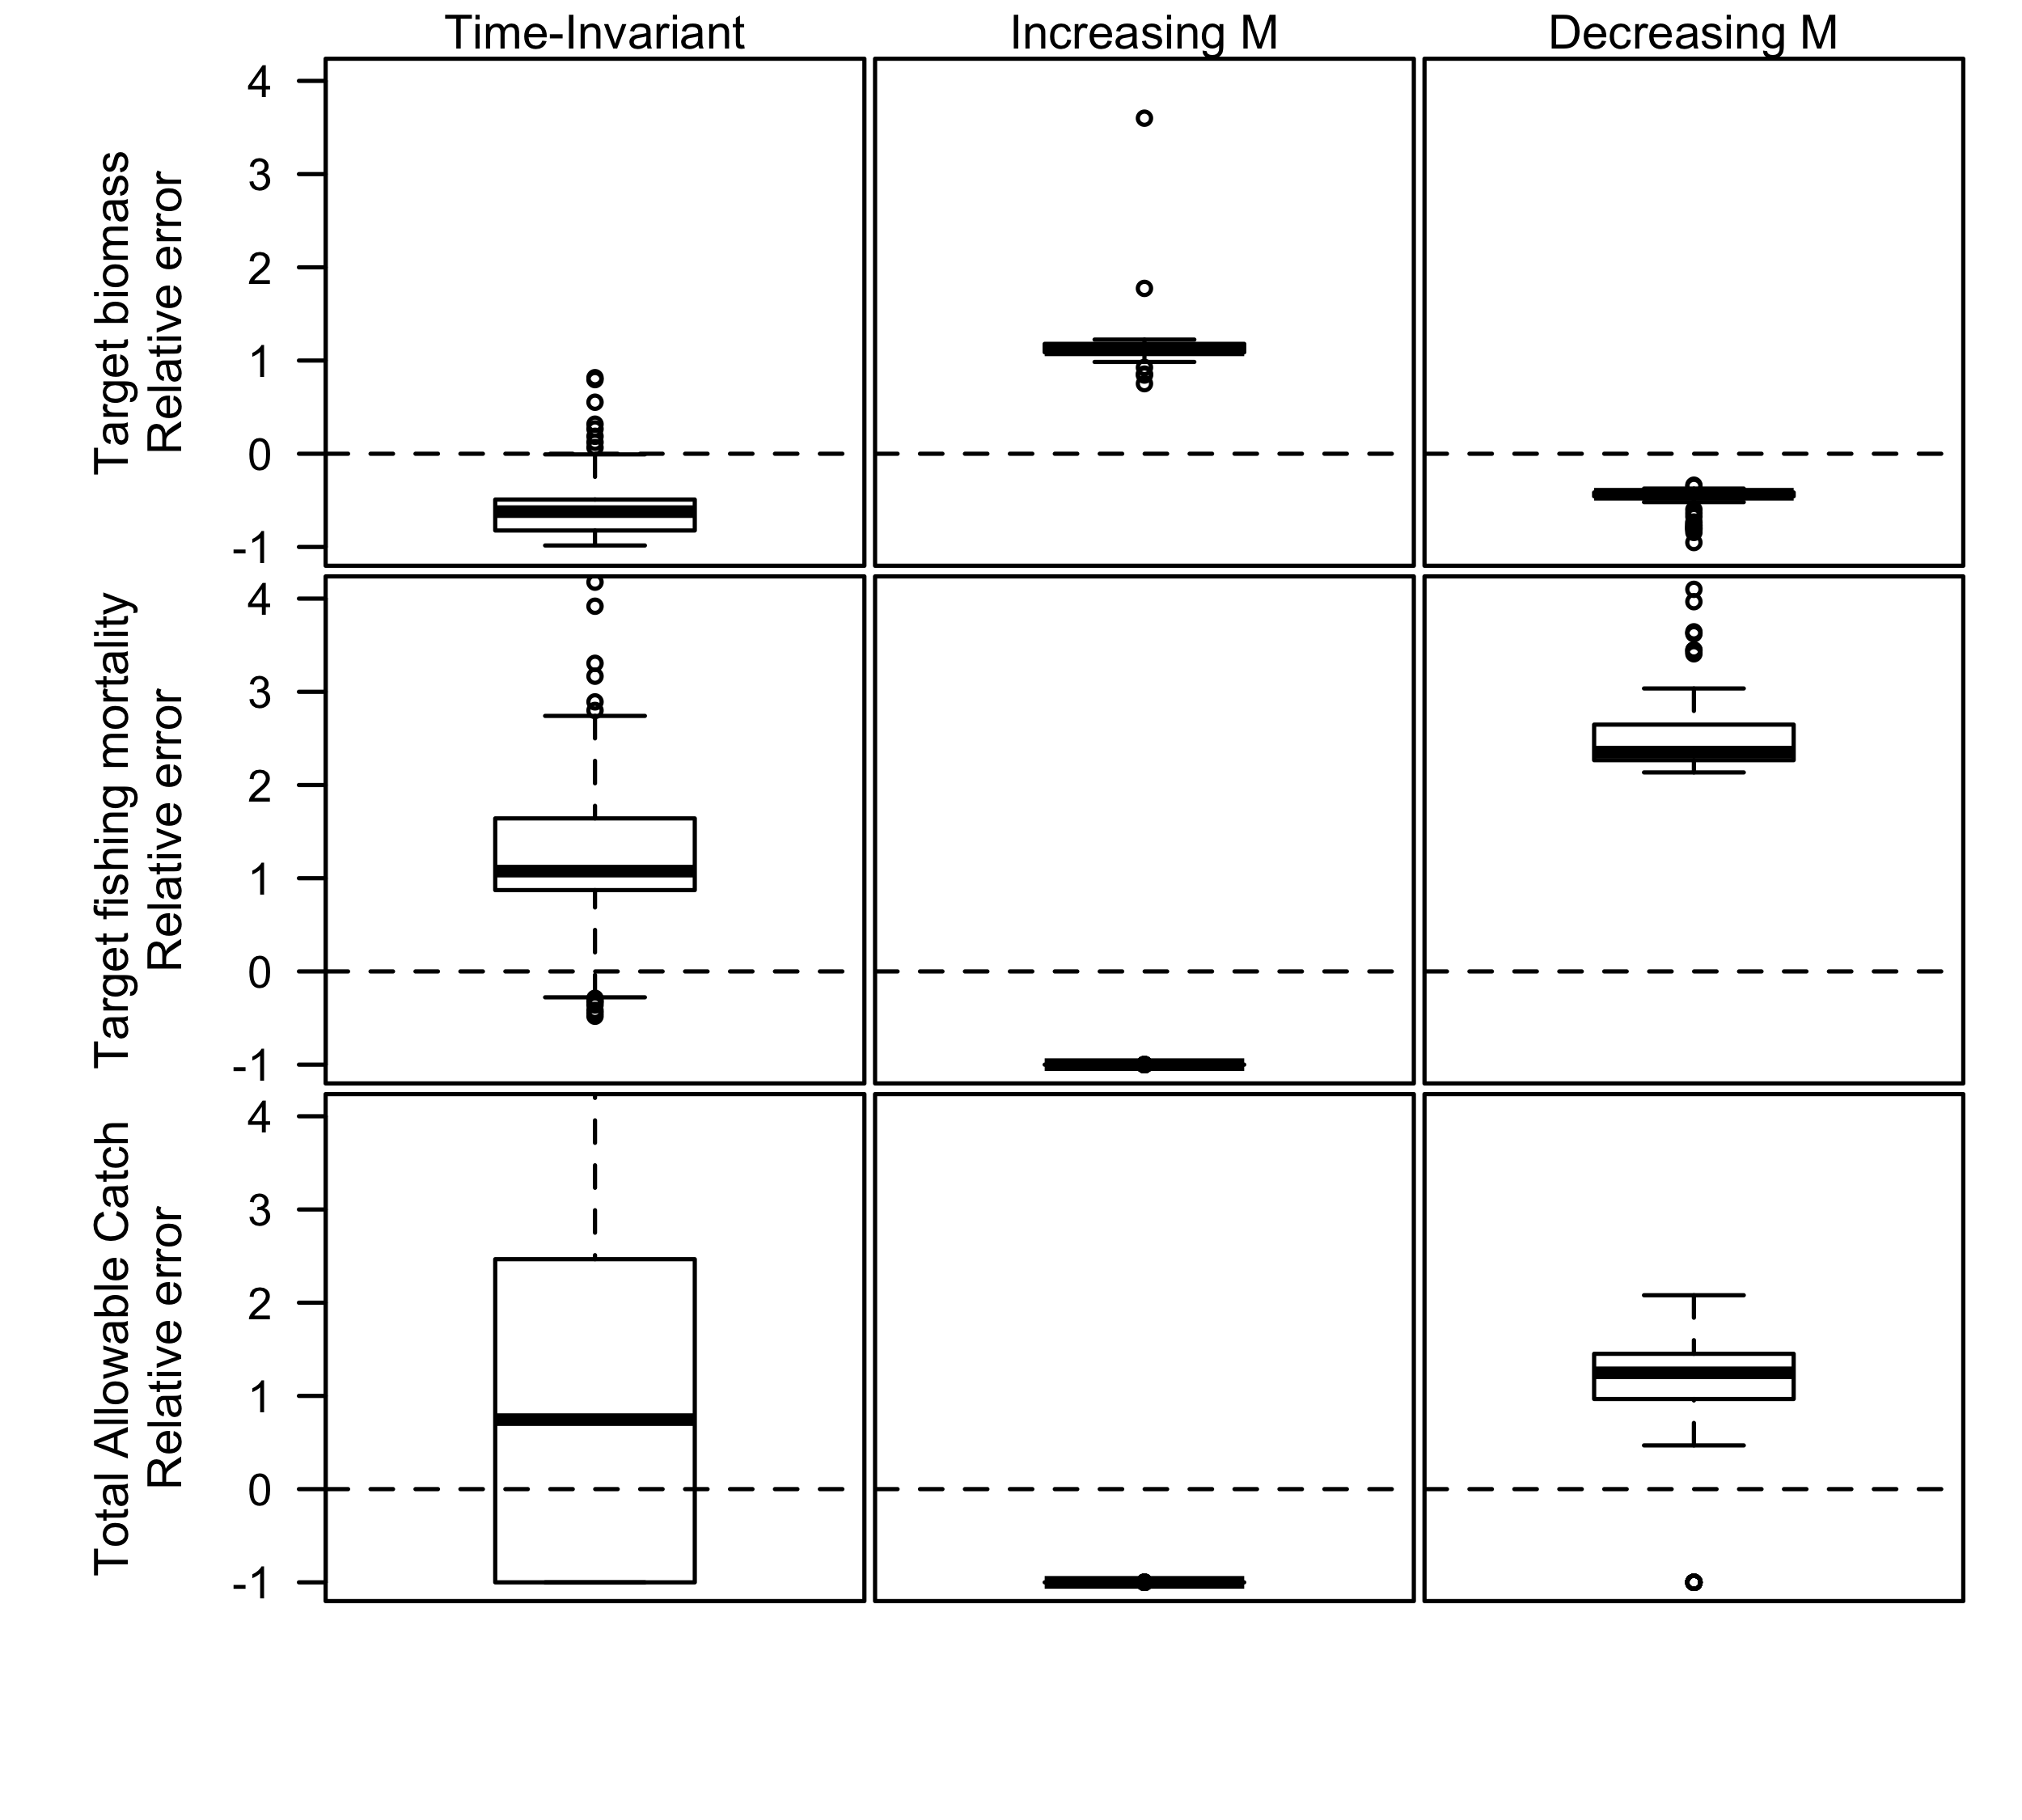 Time-Invariant
Increasing M
Decreasing M
Target biomass
Relative error
4
3
2
1
0
-1
Target fishing mortality
Relative error
4
3
2
1
0
-1
Total Allowable Catch
Relative error
4
3
2
1
0
-1